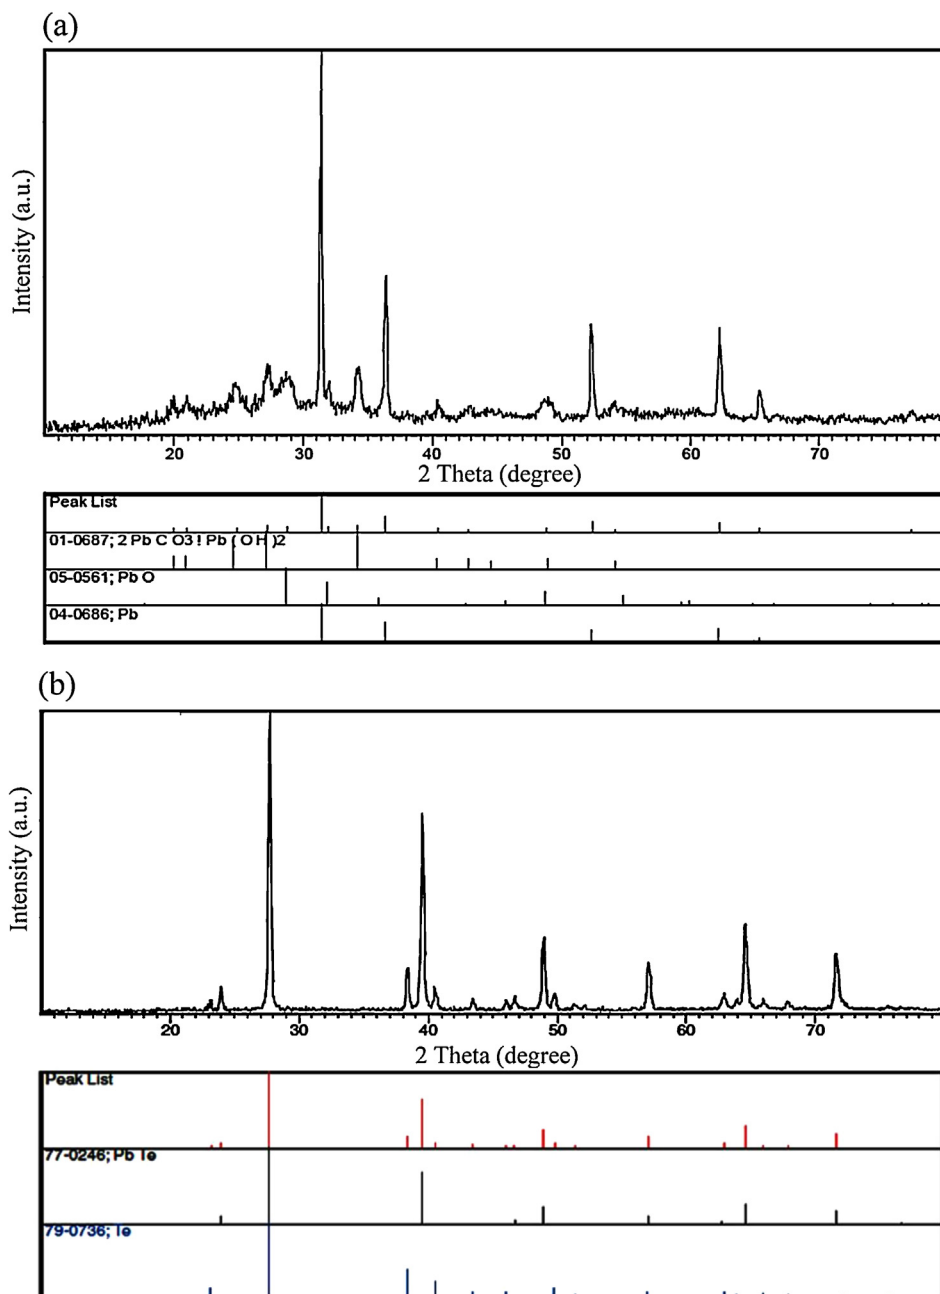 (a)
Intensity (a.u.)
20 30 40 50 60 70
2 Theta (degree)
Peak List
01-0687; 2 Pb C O3 ! Pb ( O H )2
05-0561; Pb O
04-0686; Pb
(b)
Intensity (a.u.)
20 30 40 50 60 70
2 Theta (degree)
Peak List
77-0246; Pb Te
79-0736; Te